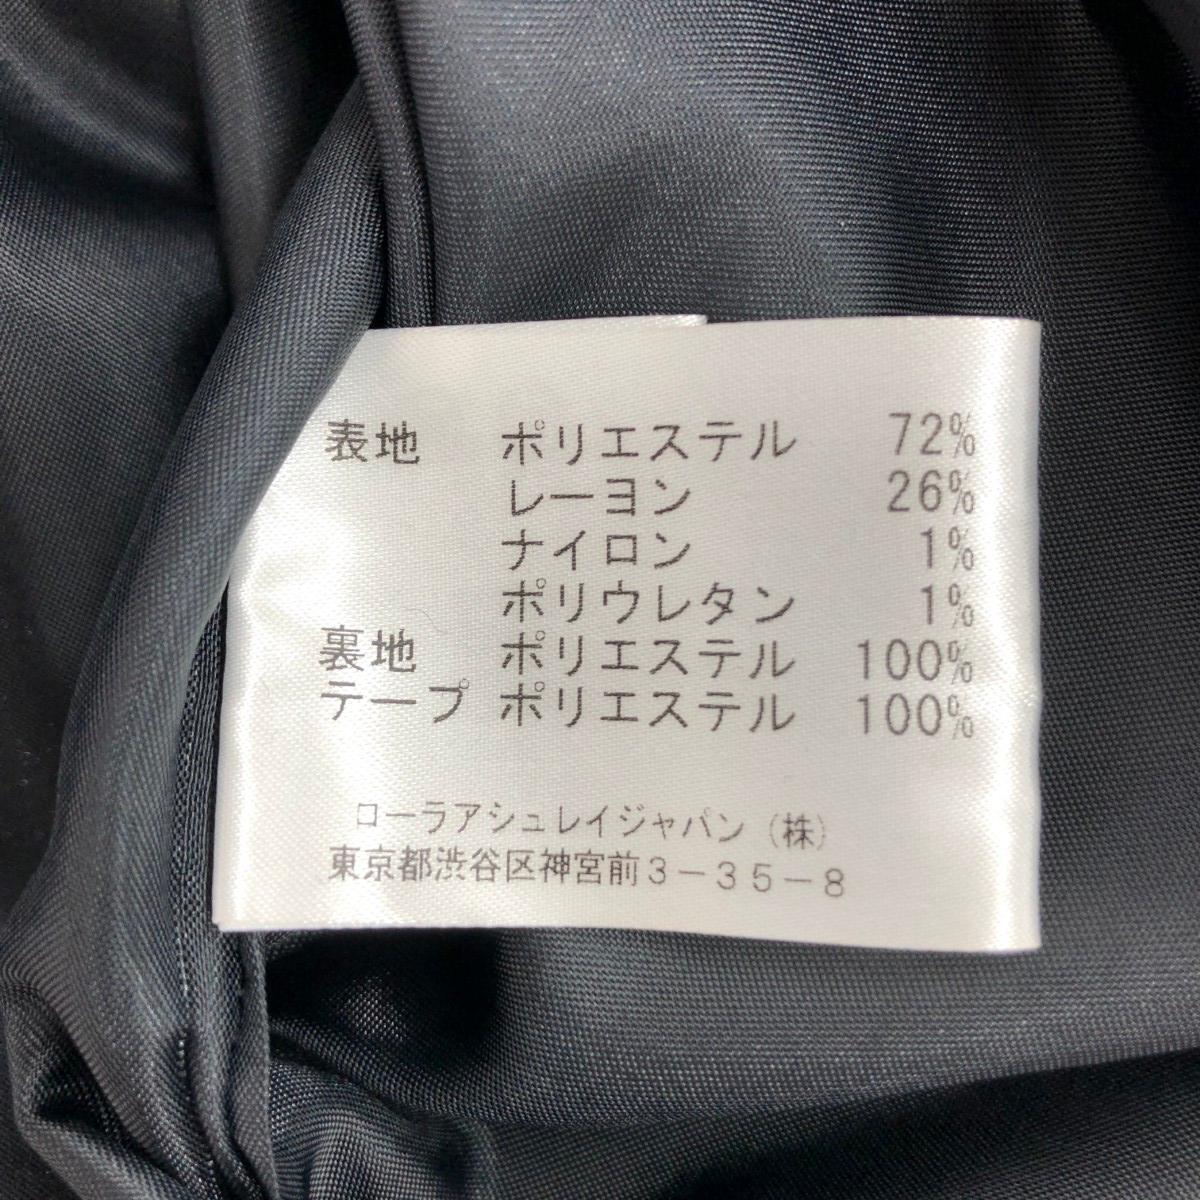 表地 ポリエステル 72%
レーヨン 26%
ナイロン 1%
ポリウレタン 1%
裏地 ポリエステル 100%
テープ ポリエステル 100%
ローラアシュレイジャパン(株)
東京都渋谷区神宮前3-35-8